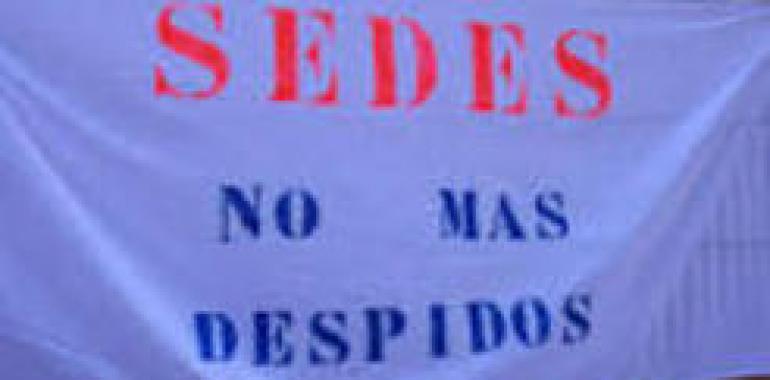 SEDES
NO MAS
DESPIDOS